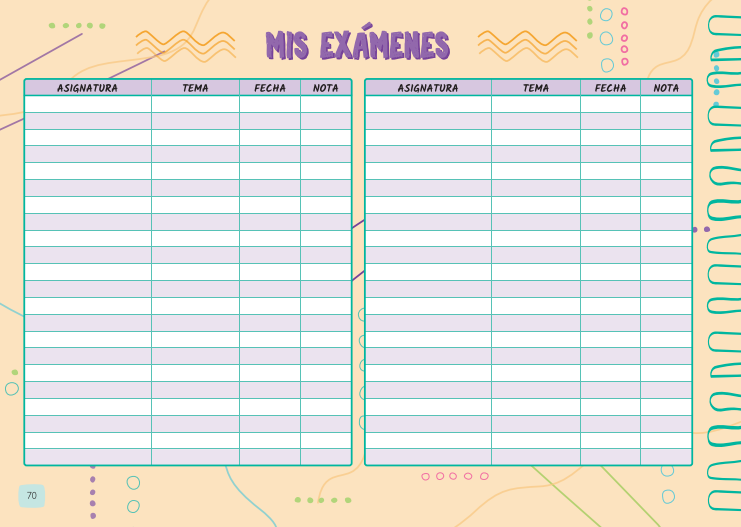 MIS EXÁMENES
ASIGNATURA TEMA FECHA NOTA ASIGNATURA TEMA FECHA NOTA
70